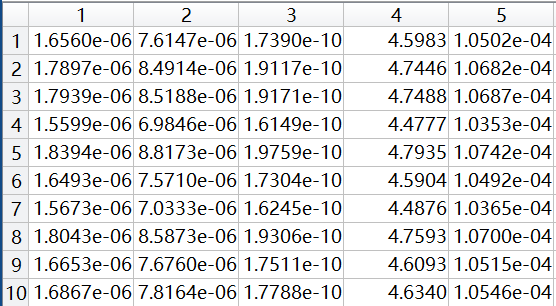 1 2 3 4 5
1 1.6560e-06 7.6147e-06 1.7390e-10 4.5983 1.0502e-04
2 1.7897e-06 8.4914e-06 1.9117e-10 4.7446 1.0682e-04
3 1.7939e-06 8.5188e-06 1.9171e-10 4.7488 1.0687e-04
4 1.5599e-06 6.9846e-06 1.6149e-10 4.4777 1.0353e-04
5 1.8394e-06 8.8173e-06 1.9759e-10 4.7935 1.0742e-04
6 1.6493e-06 7.5710e-06 1.7304e-10 4.5904 1.0492e-04
7 1.5673e-06 7.0333e-06 1.6245e-10 4.4876 1.0365e-04
8 1.8043e-06 8.5873e-06 1.9306e-10 4.7593 1.0700e-04
9 1.6653e-06 7.6760e-06 1.7511e-10 4.6093 1.0515e-04
10 1.6867e-06 7.8164e-06 1.7788e-10 4.6340 1.0546e-04